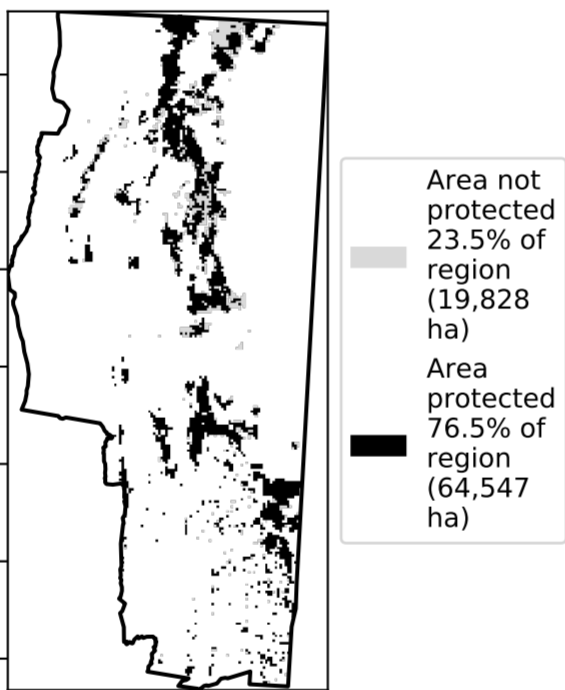 Area not
protected
23.5% of
region
(19,828
ha)
Area
protected
76.5% of
region
(64,547
ha)